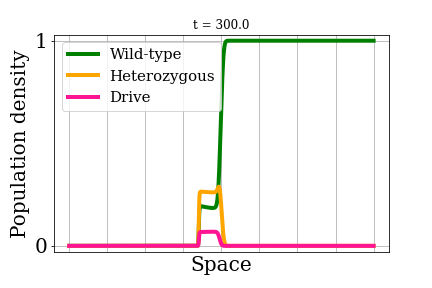 t = 300.0
1
Wild-type
Heterozygous
Drive
Population density
0
Space